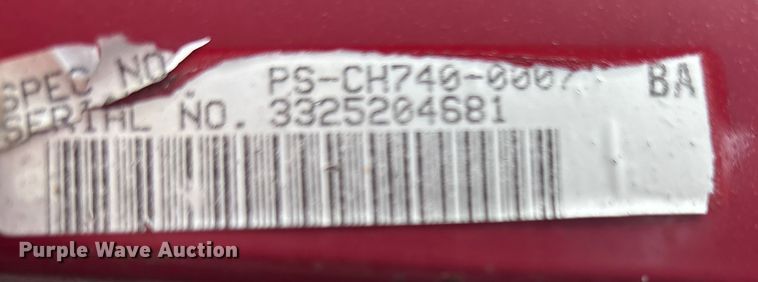 SPEC NO. PS-CH740-0007 BA
SERIAL NO. 3325204681
Purple Wave Auction